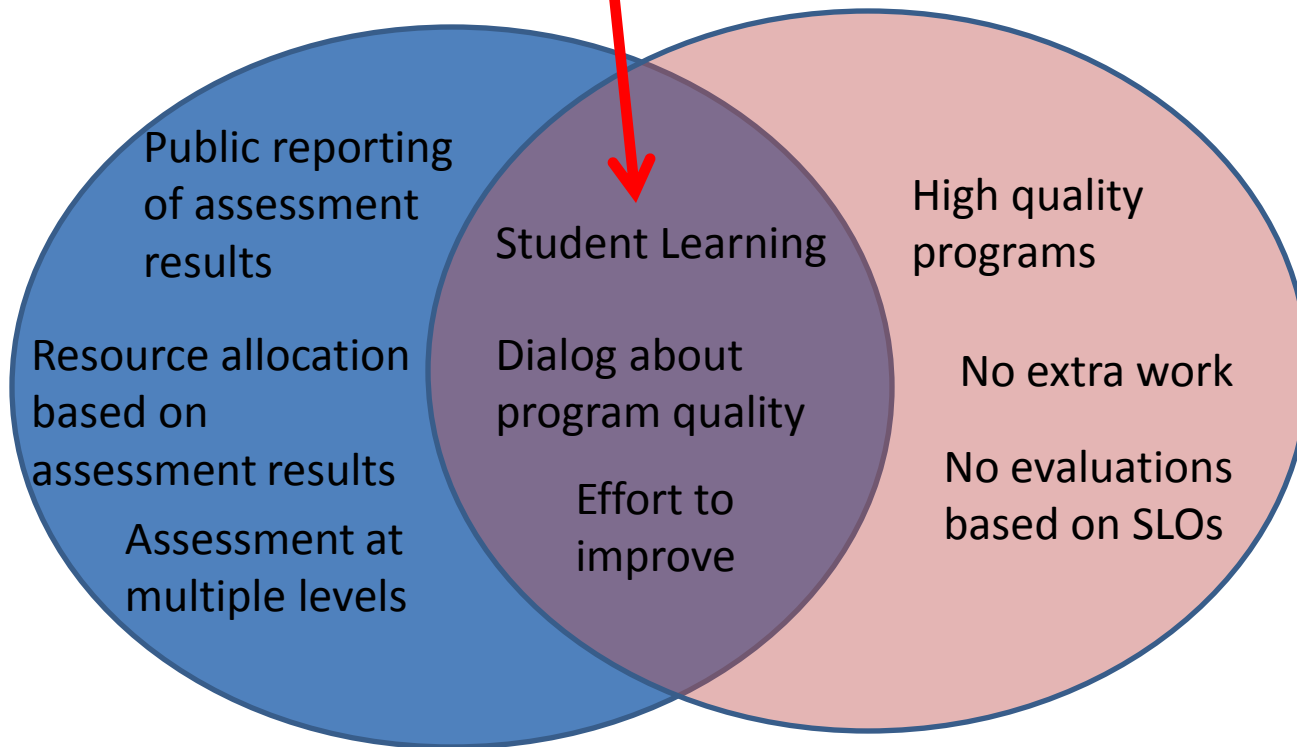 Public reporting
of assessment
results
Resource allocation
based on
assessment results
Assessment at
multiple levels
Student Learning
Dialog about
program quality
Effort to
improve
High quality
programs
No extra work
No evaluations
based on SLOs